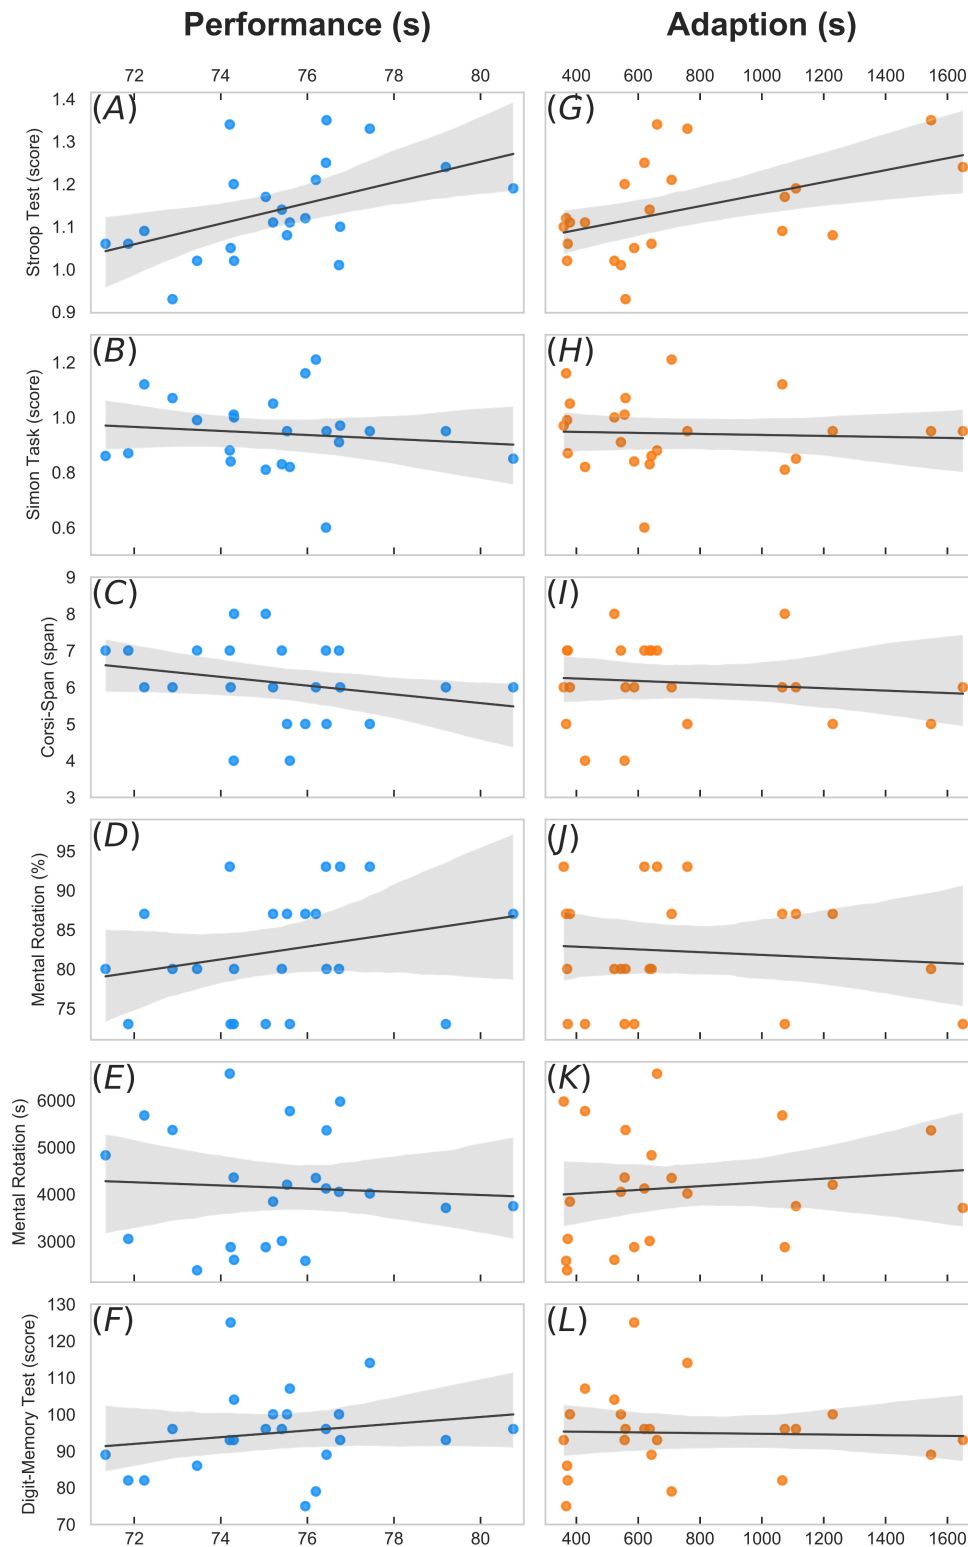 Performance (s) Adaption (s)
72 74 76 78 80 400 600 800 1000 1200 1400 1600
(A) (G)
Stroop Test (score)
1.4
1.3
1.2
1.1
1.0
0.9
(B) (H)
Simon Task (score)
1.2
1.0
0.8
0.6
(C) (I)
Corsi-Span (span)
9
8
7
6
5
4
3
(D) (J)
Mental Rotation (%)
95
90
85
80
75
(E) (K)
Mental Rotation (s)
6000
5000
4000
3000
(F) (L)
Digit-Memory Test (score)
130
120
110
100
90
80
70
72 74 76 78 80 400 600 800 1000 1200 1400 1600